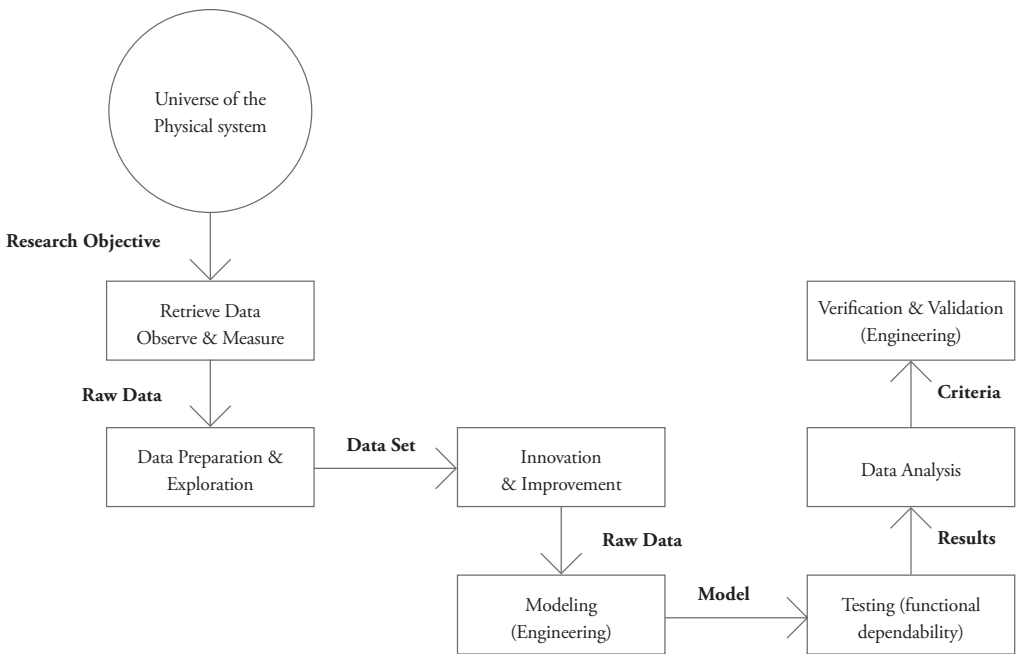 Universe of the
Physical system
Research Objective
Retrieve Data
Observe & Measure
Raw Data
Data Preparation &
Exploration
Data Set
Innovation
& Improvement
Raw Data
Modeling
(Engineering)
Model
Testing (functional
dependability)
Results
Data Analysis
Criteria
Verification & Validation
(Engineering)